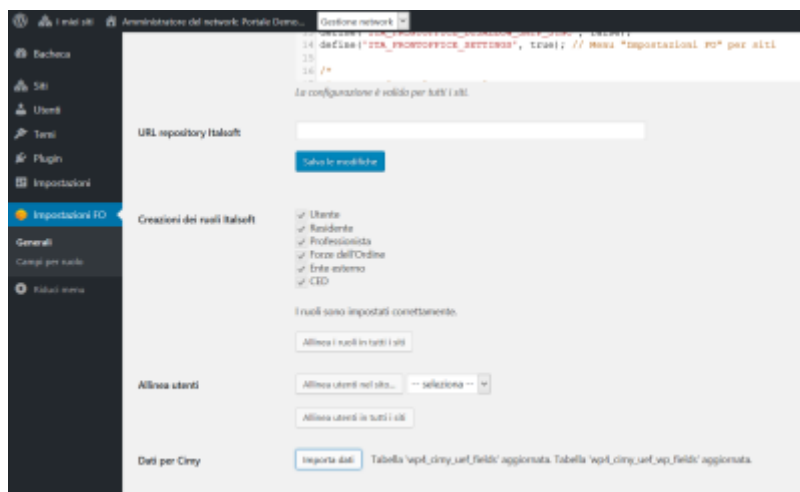 I miei siti Amministratore del network: Portale Demo... Gestione network
Bacheca
Siti
Utenti
Temi
Plugin
Impostazioni
Impostazioni FO
Generali
Campi per ruolo
Riduci menu
14 define('ITA_FRONTOFFICE_SETTINGS', true); // Menu "Impostazioni FO" per siti
15
16 /*
La configurazione è valida per tutti i siti.
URL repository Italsoft
Salva le modifiche
Creazioni dei ruoli Italsoft
Utente
Residente
Professionista
Forze dell'Ordine
Ente esterno
CED
I ruoli sono impostati correttamente.
Allinea i ruoli in tutti i siti
Allinea utenti
Allinea utenti nel sito... -- seleziona --
Allinea utenti in tutti i siti
Dati per Cimy
Importa dati Tabella 'wp4_cimy_uef_fields' aggiornata. Tabella 'wp4_cimy_uef_wp_fields' aggiornata.